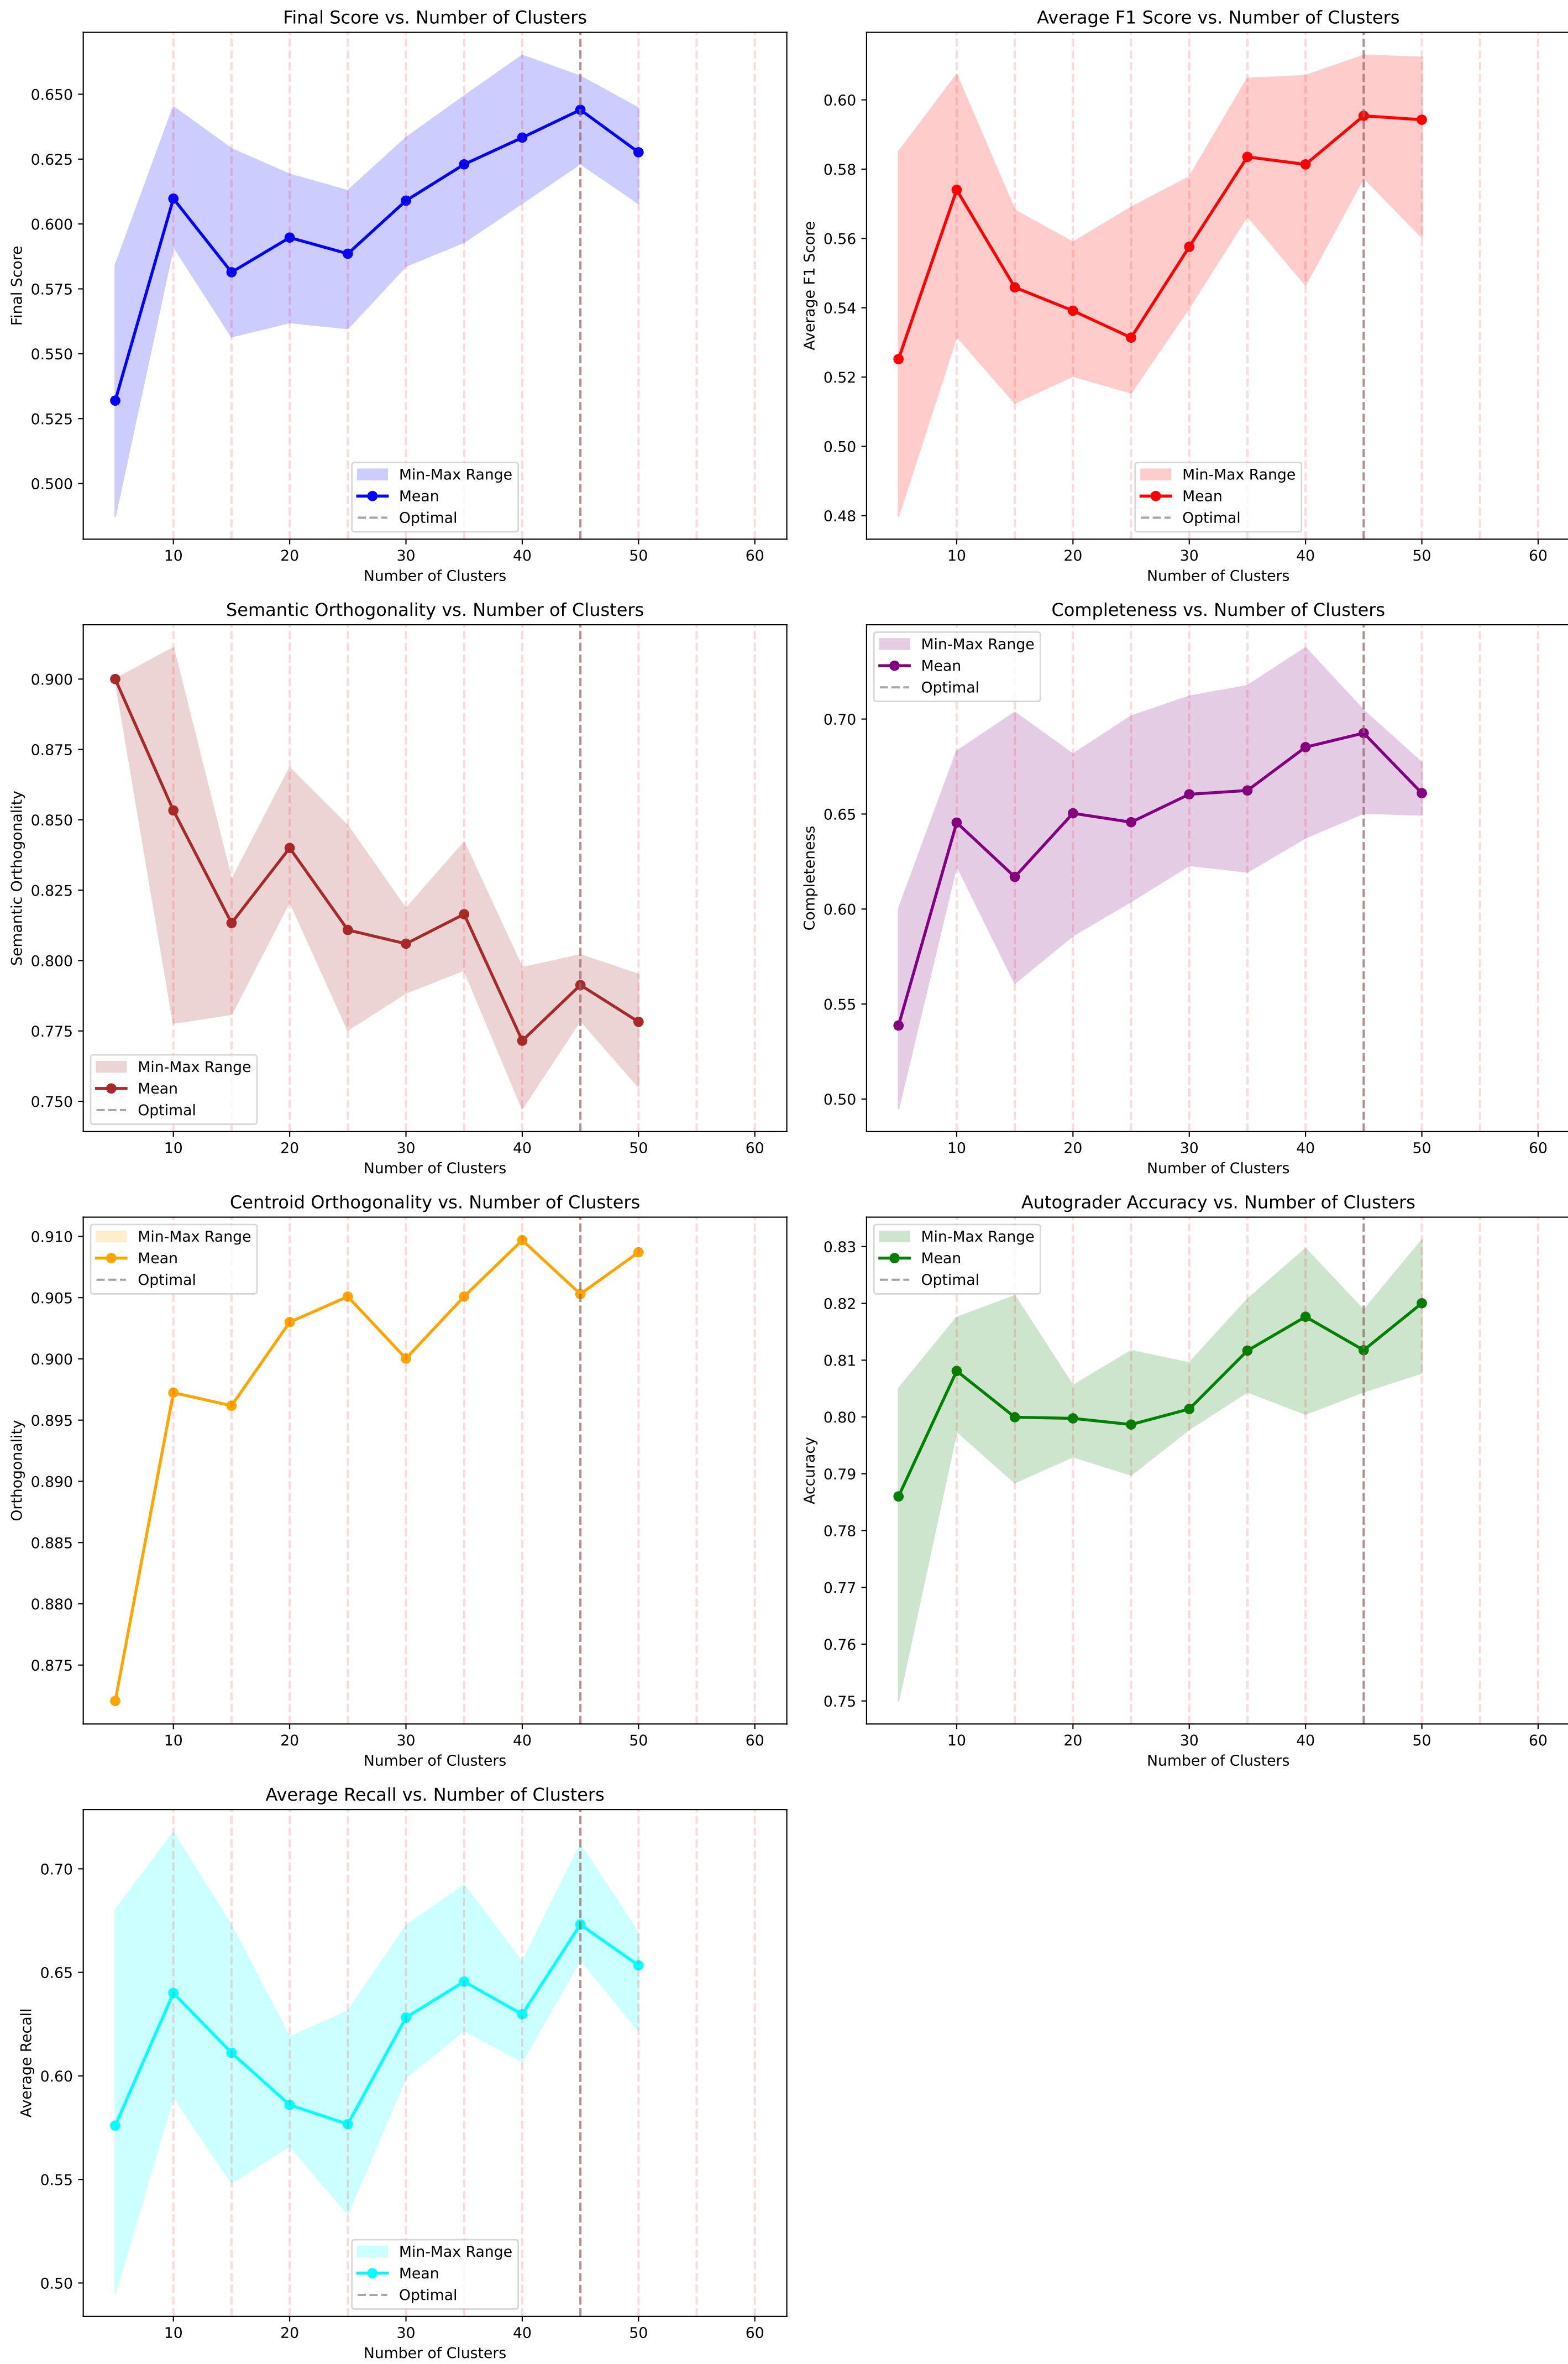 Final Score vs. Number of Clusters
Final Score
0.650
0.625
0.600
0.575
0.550
0.525
0.500
Min-Max Range
Mean
Optimal
10 20 30 40 50 60
Number of Clusters
Average F1 Score vs. Number of Clusters
Average F1 Score
0.60
0.58
0.56
0.54
0.52
0.50
0.48
Min-Max Range
Mean
Optimal
10 20 30 40 50 60
Number of Clusters
Semantic Orthogonality vs. Number of Clusters
Semantic Orthogonality
0.900
0.875
0.850
0.825
0.800
0.775
0.750
Min-Max Range
Mean
Optimal
10 20 30 40 50 60
Number of Clusters
Completeness vs. Number of Clusters
Completeness
Min-Max Range
Mean
Optimal
0.70
0.65
0.60
0.55
0.50
10 20 30 40 50 60
Number of Clusters
Centroid Orthogonality vs. Number of Clusters
Orthogonality
Min-Max Range
Mean
Optimal
0.910
0.905
0.900
0.895
0.890
0.885
0.880
0.875
10 20 30 40 50 60
Number of Clusters
Autograder Accuracy vs. Number of Clusters
Accuracy
Min-Max Range
Mean
Optimal
0.83
0.82
0.81
0.80
0.79
0.78
0.77
0.76
0.75
10 20 30 40 50 60
Number of Clusters
Average Recall vs. Number of Clusters
Average Recall
0.70
0.65
0.60
0.55
0.50
Min-Max Range
Mean
Optimal
10 20 30 40 50 60
Number of Clusters